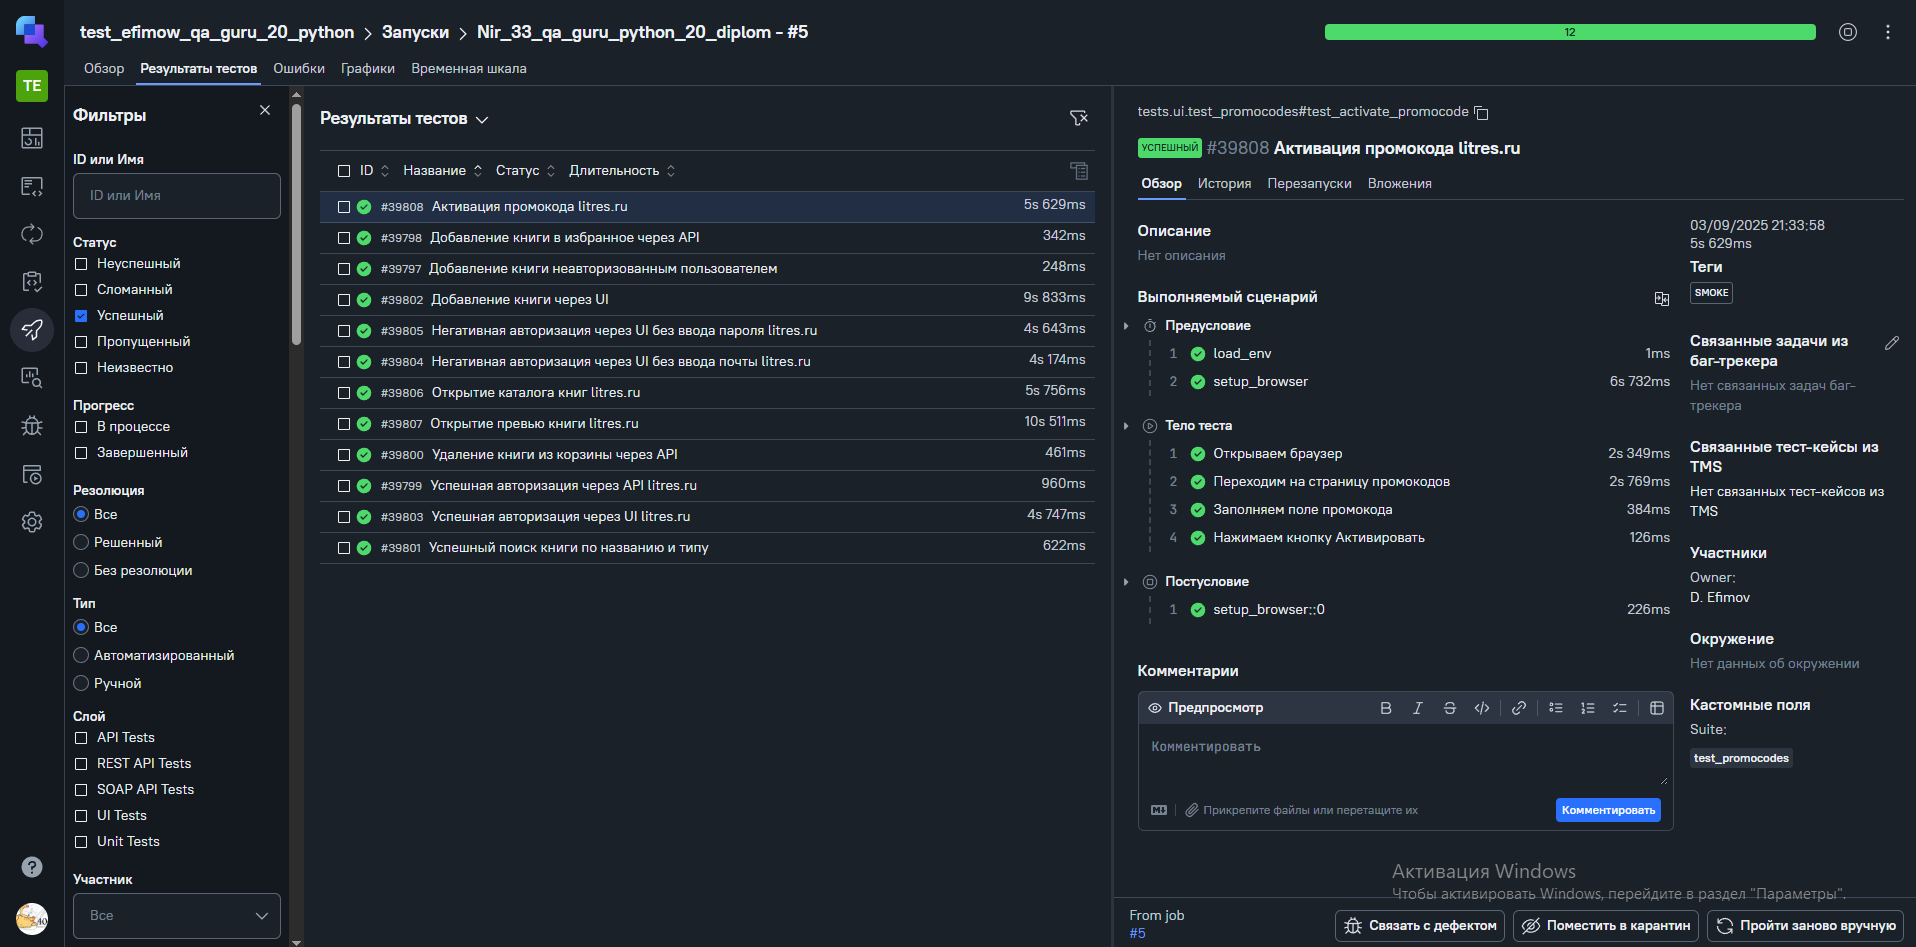 test_efimow_qa_guru_20_python > Запуски > Nir_33_qa_guru_python_20_diplom - #5
12
TE
Обзор Результаты тестов Ошибки Графики Временная шкала
Фильтры
ID или Имя
ID или Имя
Статус
Неуспешный
Сломанный
Успешный
Пропущенный
Неизвестно
Прогресс
В процессе
Завершенный
Резолюция
Все
Решенный
Без резолюции
Тип
Все
Автоматизированный
Ручной
Слой
API Tests
REST API Tests
SOAP API Tests
UI Tests
Unit Tests
Участник
Все
Результаты тестов
ID Название Статус Длительность
#39808 Активация промокода litres.ru 5s 629ms
#39798 Добавление книги в избранное через API 342ms
#39797 Добавление книги неавторизованным пользователем 248ms
#39802 Добавление книги через UI 9s 833ms
#39805 Негативная авторизация через UI без ввода пароля litres.ru 4s 643ms
#39804 Негативная авторизация через UI без ввода почты litres.ru 4s 174ms
#39806 Открытие каталога книг litres.ru 5s 756ms
#39807 Открытие превью книги litres.ru 10s 511ms
#39800 Удаление книги из корзины через API 461ms
#39799 Успешная авторизация через API litres.ru 960ms
#39803 Успешная авторизация через UI litres.ru 4s 747ms
#39801 Успешный поиск книги по названию и типу 622ms
tests.ui.test_promocodes#test_activate_promocode
УСПЕШНЫЙ #39808 Активация промокода litres.ru
Обзор История Перезапуски Вложения
Описание
Нет описания
Выполняемый сценарий
Предусловие
1 load_env 1ms
2 setup_browser 6s 732ms
Тело теста
1 Открываем браузер 2s 349ms
2 Переходим на страницу промокодов 2s 769ms
3 Заполняем поле промокода 384ms
4 Нажимаем кнопку Активировать 126ms
Постусловие
1 setup_browser::0 226ms
Комментарии
Предпросмотр
Комментировать
Прикрепите файлы или перетащите их
Комментировать
03/09/2025 21:33:58
5s 629ms
Теги
SMOKE
Связанные задачи из
баг-трекера
Нет связанных задач баг-
трекера
Связанные тест-кейсы из
TMS
Нет связанных тест-кейсов из
TMS
Участники
Owner:
D. Efimov
Окружение
Нет данных об окружении
Кастомные поля
Suite:
test_promocodes
Активация Windows
Чтобы активировать Windows, перейдите в раздел "Параметры".
From job
#5
Связать с дефектом
Поместить в карантин
Пройти заново вручную